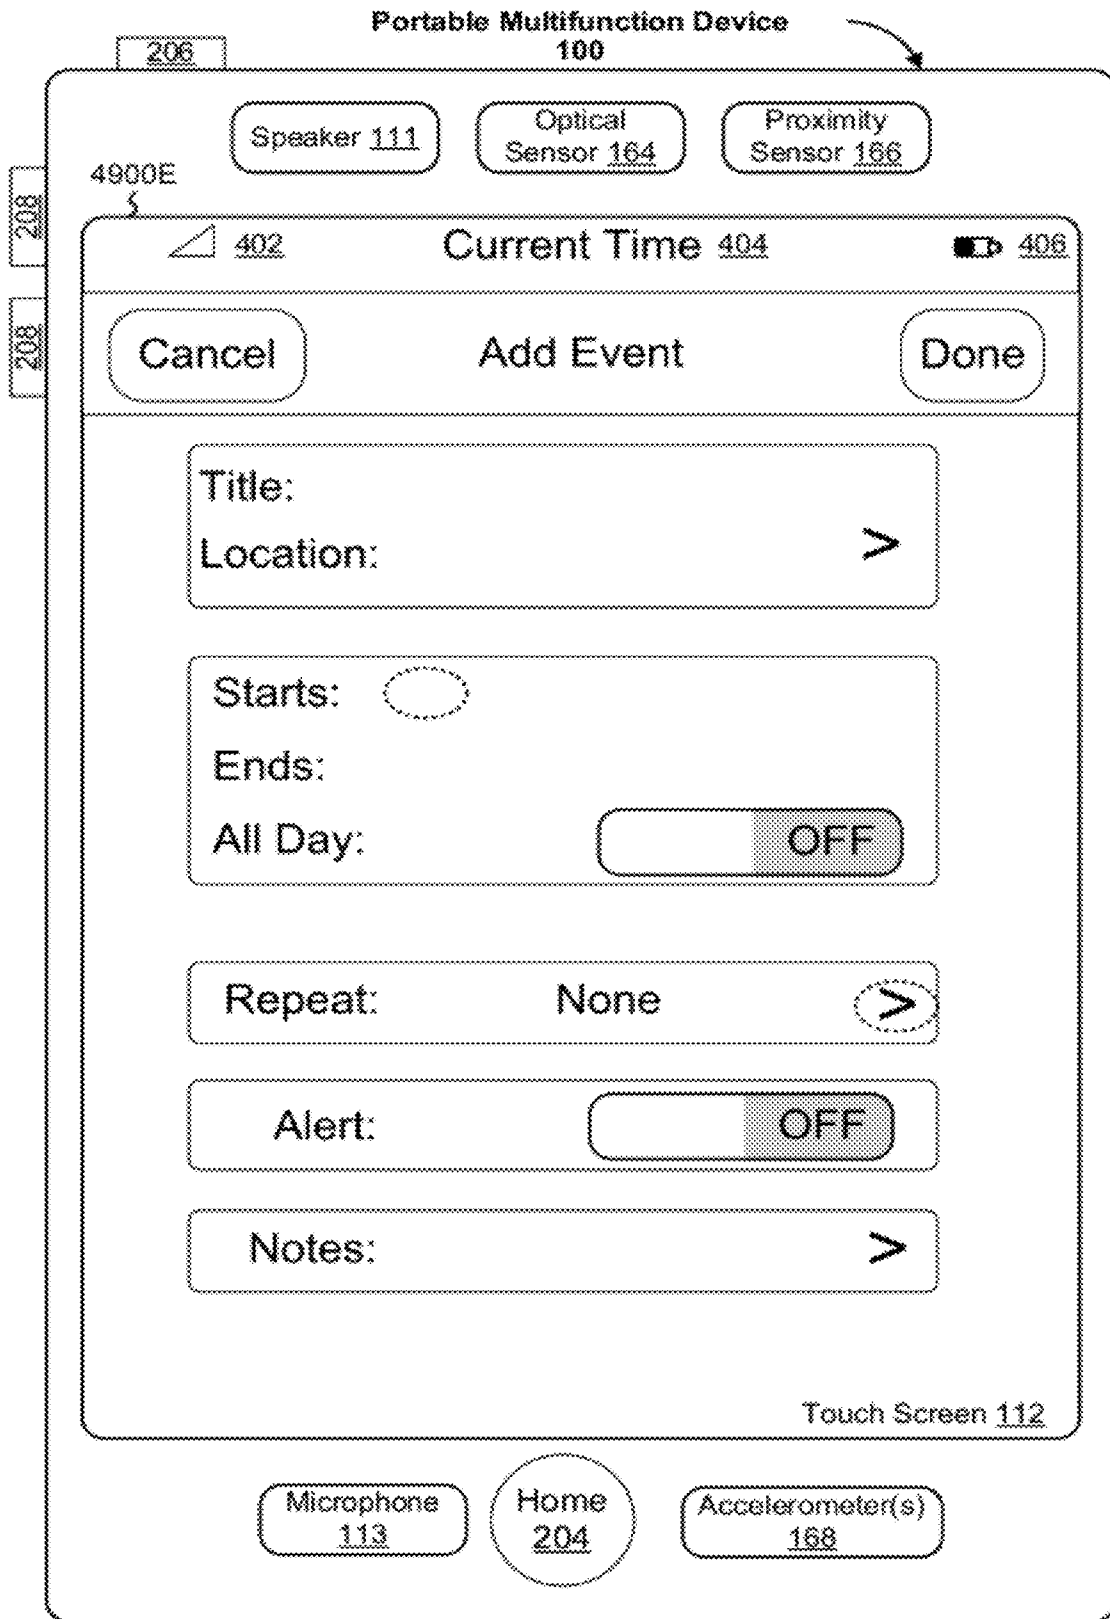 Portable Multifunction Device
100
206
Speaker 111
Optical
Sensor 164
Proximity
Sensor 166
4900E
208
208
402
Current Time 404
406
Cancel
Add Event
Done
Title:
Location:
>
Starts:
Ends:
All Day:
OFF
Repeat:
None
>
Alert:
OFF
Notes:
>
Touch Screen 112
Microphone
113
Home
204
Accelerometer(s)
168